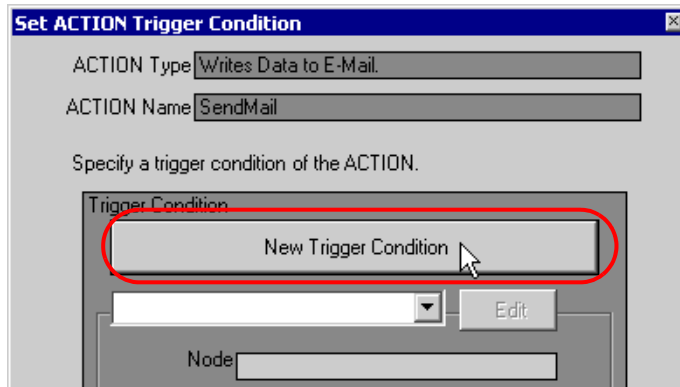 Set ACTION Trigger Condition
ACTION Type Writes Data to E-Mail.
ACTION Name SendMail
Specify a trigger condition of the ACTION.
Trigger Condition
New Trigger Condition
Edit
Node